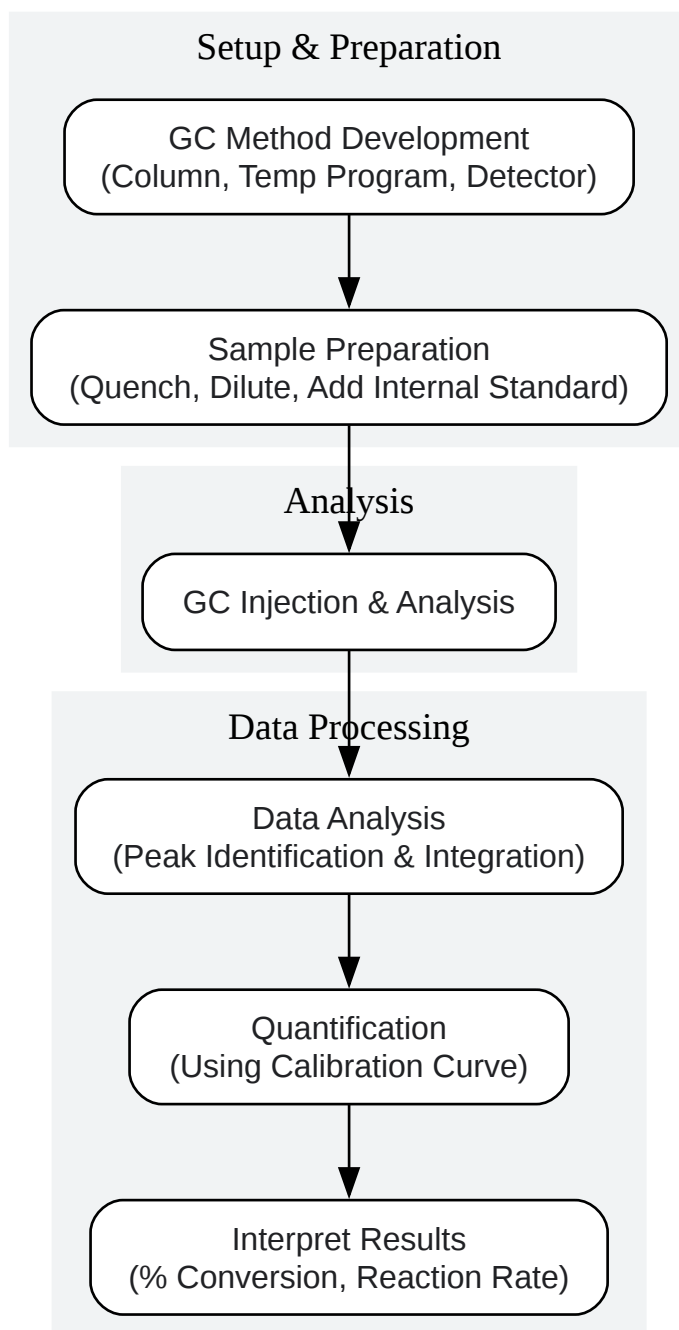 Setup & Preparation
GC Method Development
(Column, Temp Program, Detector)
Sample Preparation
(Quench, Dilute, Add Internal Standard)
Analysis
GC Injection & Analysis
Data Processing
Data Analysis
(Peak Identification & Integration)
Quantification
(Using Calibration Curve)
Interpret Results
(% Conversion, Reaction Rate)